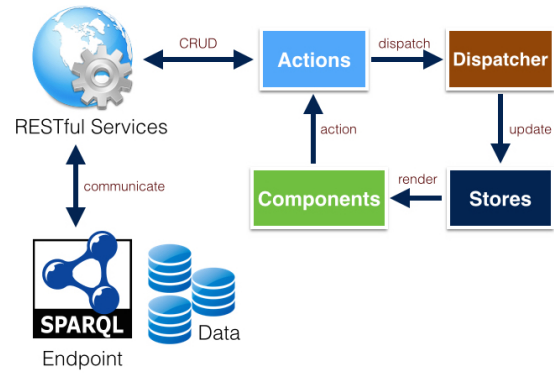 CRUD
Actions
dispatch
Dispatcher
RESTful Services
action
update
communicate
Components
render
Stores
SPARQL
Data
Endpoint